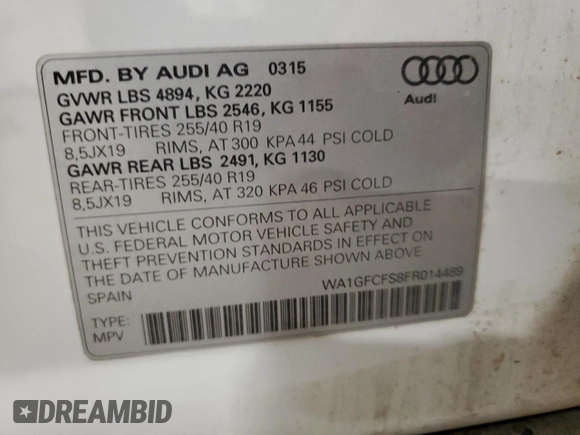 MFD. BY AUDI AG 0315
GVWR LBS 4894, KG 2220
GAWR FRONT LBS 2546, KG 1155
FRONT-TIRES 255/40 R19
8,5JX19 RIMS, AT 300 KPA 44 PSI COLD
GAWR REAR LBS 2491, KG 1130
REAR-TIRES 255/40 R19
8,5JX19 RIMS, AT 320 KPA 46 PSI COLD
Audi
THIS VEHICLE CONFORMS TO ALL APPLICABLE
U.S. FEDERAL MOTOR VEHICLE SAFETY AND
THEFT PREVENTION STANDARDS IN EFFECT ON
THE DATE OF MANUFACTURE SHOWN ABOVE.
SPAIN
WA1GFCFS8FR014489
TYPE:
MPV
DREAMBID